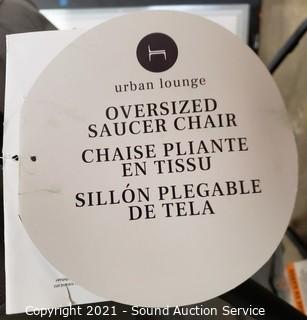 urban lounge
OVERSIZED
SAUCER CHAIR
CHAISE PLIANTE
EN TISSU
SILLÓN PLEGABLE
DE TELA
Copyright 2021 - Sound Auction Service